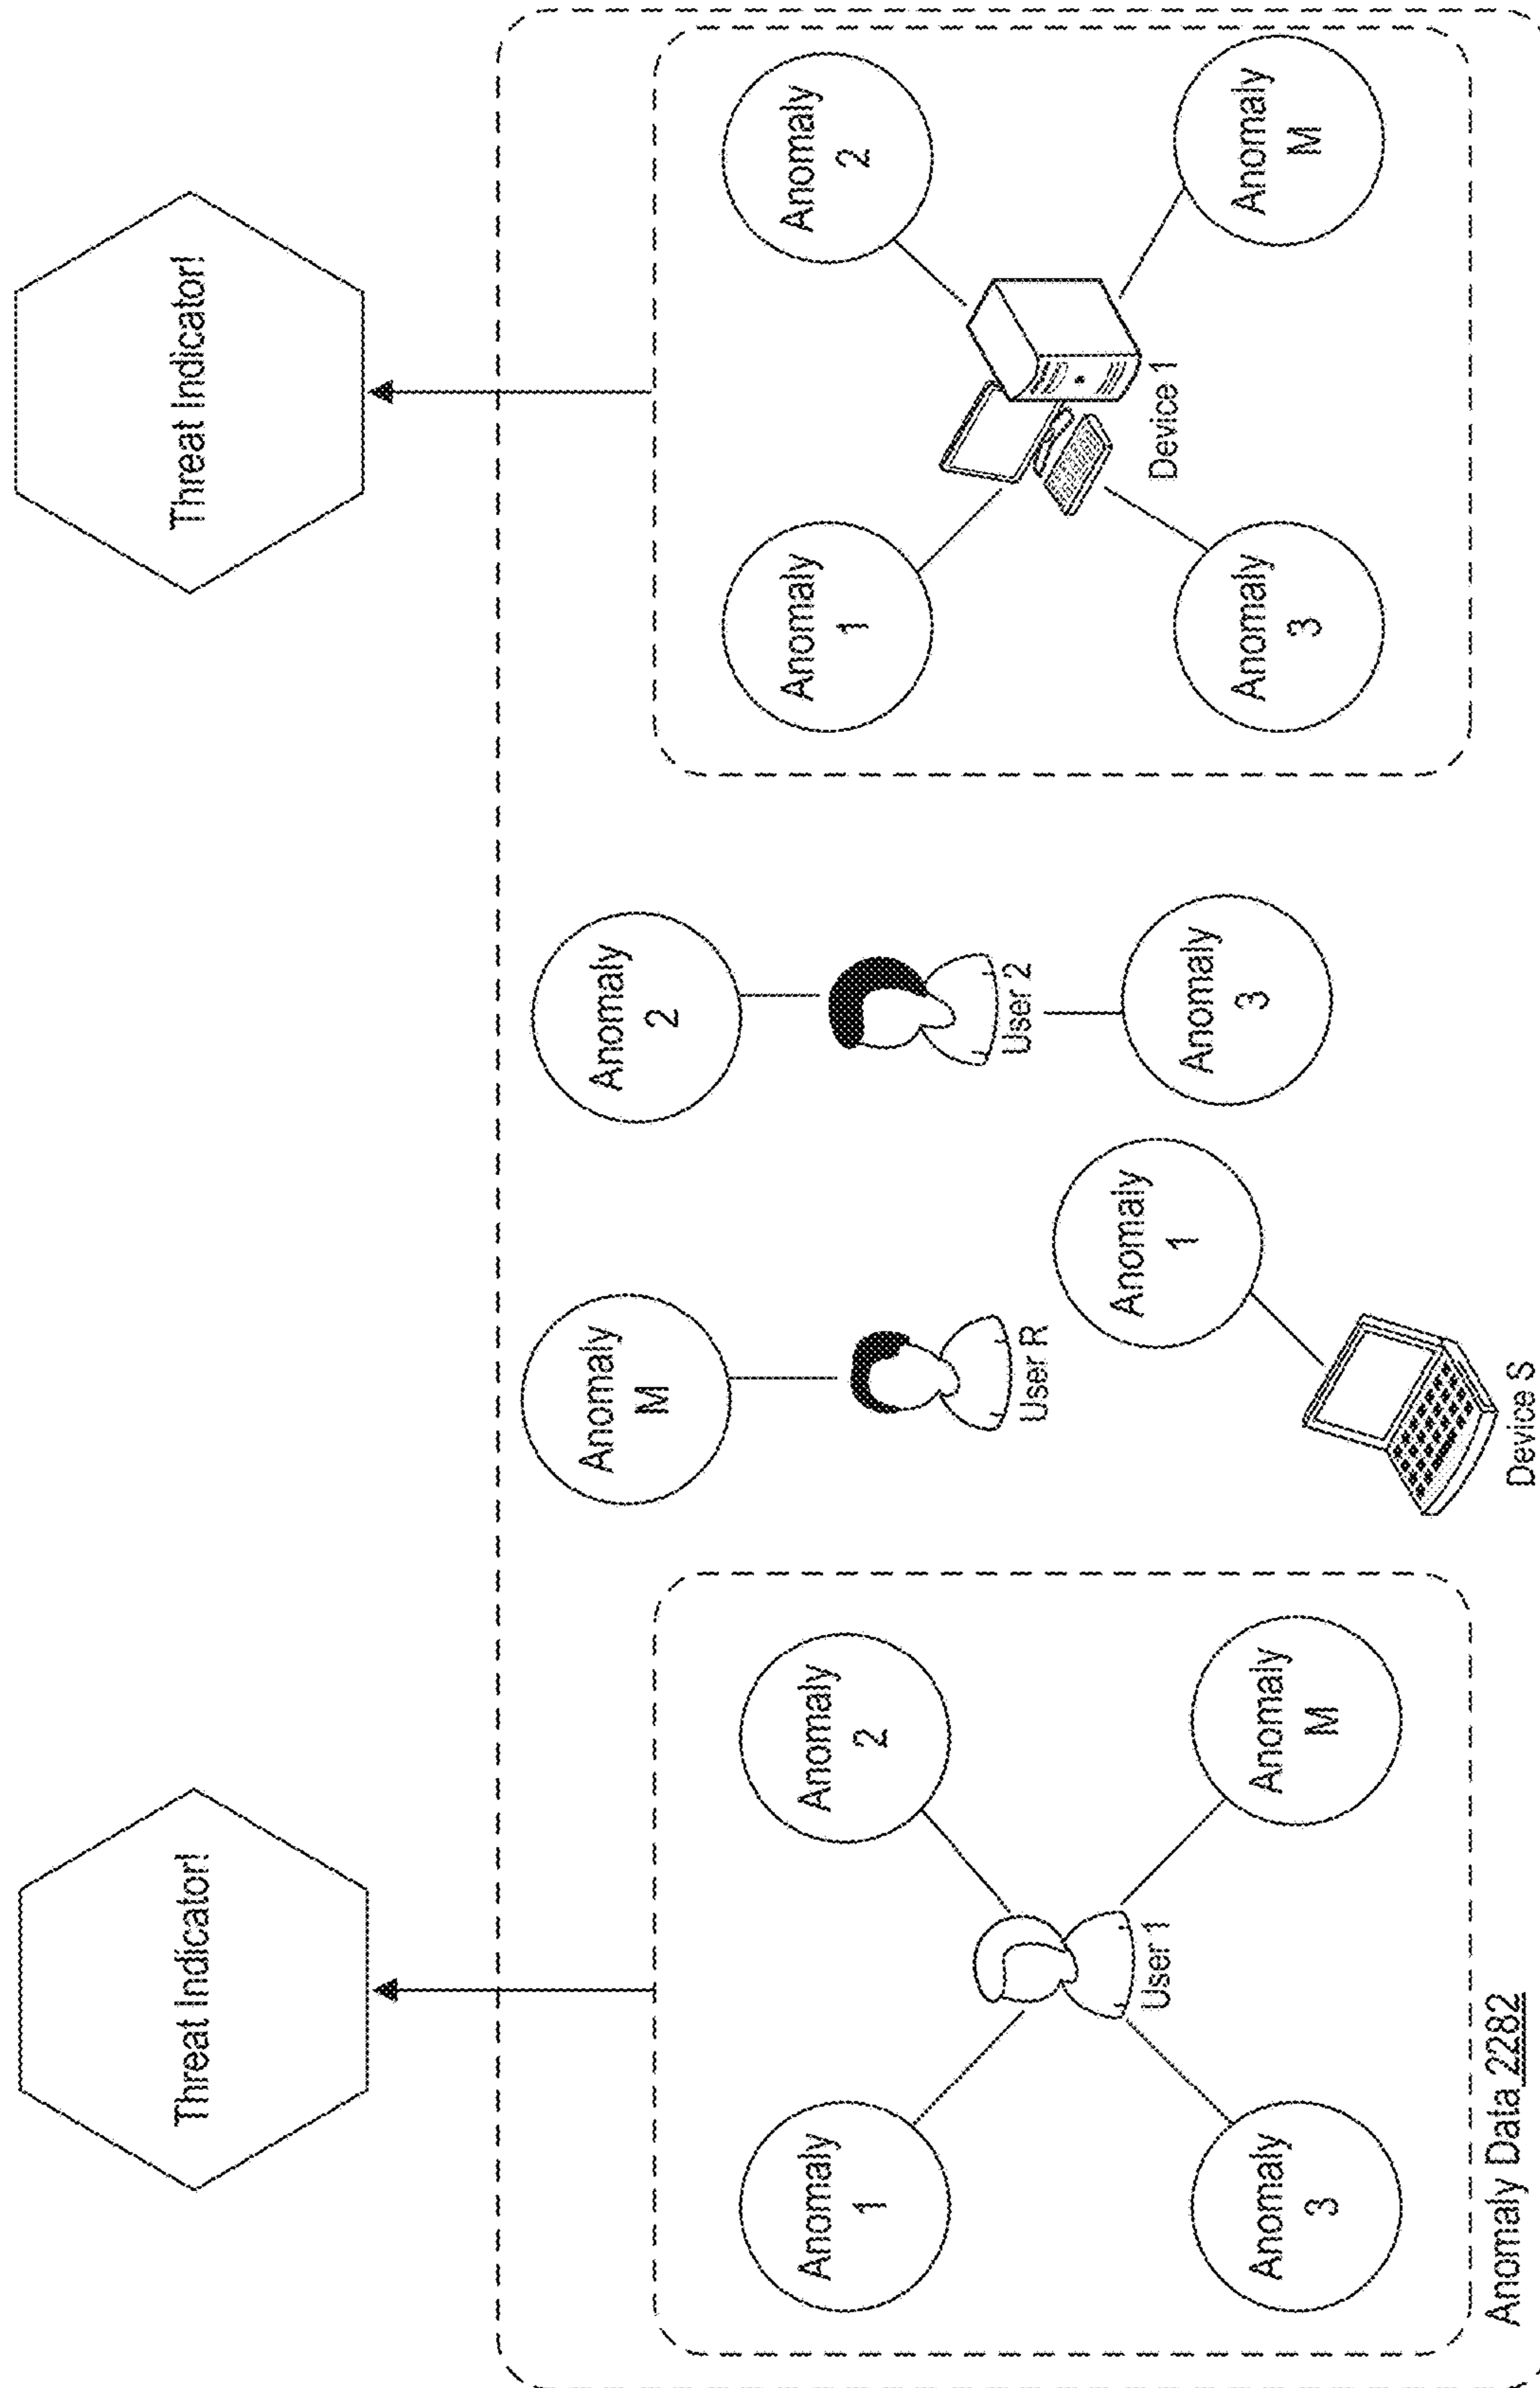 Threat Indicator!
Threat Indicator!
Anomaly
1
Anomaly
2
User 1
Anomaly
3
Anomaly
M
Anomaly
M
User R
Anomaly
1
Device S
Anomaly
2
User 2
Anomaly
3
Anomaly
1
Anomaly
2
Device 1
Anomaly
3
Anomaly
M
Anomaly Data 2282